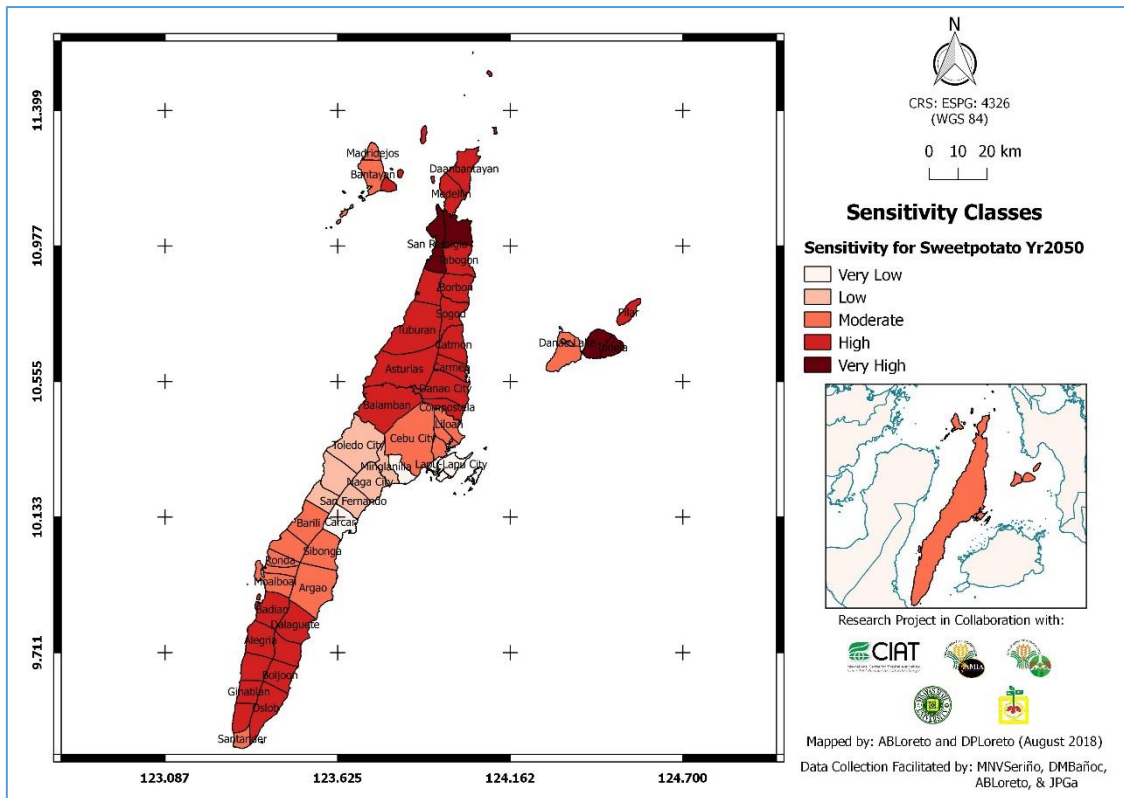 N
CRS: ESPG: 4326
(WGS 84)
0 10 20 km
Sensitivity Classes
Sensitivity for Sweetpotato Yr2050
Very Low
Low
Moderate
High
Very High
11.399
10.977
10.555
10.133
9.711
123.087
123.625
124.162
124.700
Madridejos
Bantayan
Daanbantayan
Medellin
San Remigio
Tabogon
Borbon
Sogod
Tuburan
Catmon
Carmen
Asturias
Danao City
Balamban
Compostela
Liloan
Cebu City
Toledo City
Lapu-Lapu City
Minglanilla
Naga City
San Fernando
Carcar
Barili
Sibonga
Ronda
Moalboal
Argao
Badian
Dalaguete
Alegria
Boljoon
Ginatilan
Oslob
Santander
Pilar
Danao Lake
Tudela
Research Project in Collaboration with:
CIAT
AMIA
Mapped by: ABLoreto and DPLoreto (August 2018)
Data Collection Facilitated by: MNVSeriño, DMBañoc,
ABLoreto, & JPGa